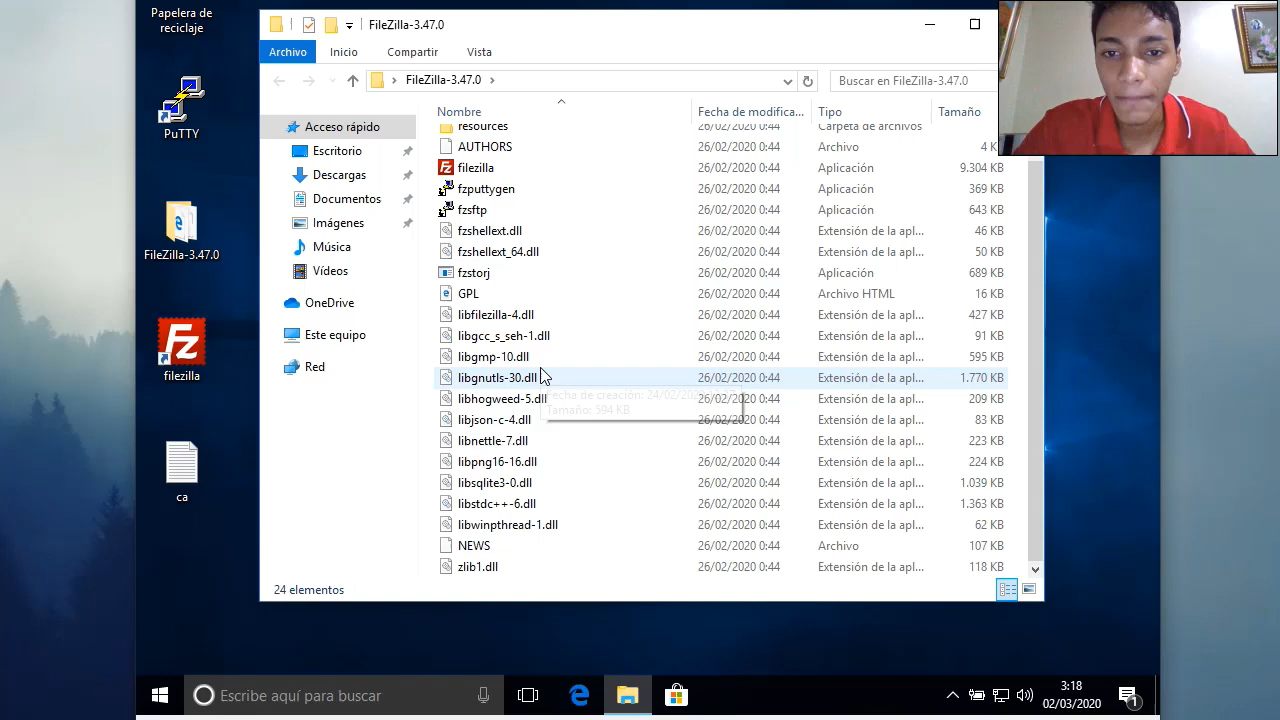 Papelera de
reciclaje
PuTTY
FileZilla-3.47.0
filezilla
ca
FileZilla-3.47.0
Archivo Inicio Compartir Vista
FileZilla-3.47.0 Buscar en FileZilla-3.47.0
Acceso rápido
Escritorio
Descargas
Documentos
Imágenes
Música
Vídeos
OneDrive
Este equipo
Red
Nombre Fecha de modifica... Tipo Tamaño
resources 26/02/2020 0:44 Carpeta de archivos
AUTHORS 26/02/2020 0:44 Archivo 4 K
filezilla 26/02/2020 0:44 Aplicación 9.304 KB
fzputtygen 26/02/2020 0:44 Aplicación 369 KB
fzsftp 26/02/2020 0:44 Aplicación 643 KB
fzshellext.dll 26/02/2020 0:44 Extensión de la apl... 46 KB
fzshellext_64.dll 26/02/2020 0:44 Extensión de la apl... 50 KB
fzstorj 26/02/2020 0:44 Aplicación 689 KB
GPL 26/02/2020 0:44 Archivo HTML 16 KB
libfilezilla-4.dll 26/02/2020 0:44 Extensión de la apl... 427 KB
libgcc_s_seh-1.dll 26/02/2020 0:44 Extensión de la apl... 91 KB
libgmp-10.dll 26/02/2020 0:44 Extensión de la apl... 595 KB
libgnutls-30.dll 26/02/2020 0:44 Extensión de la apl... 1.770 KB
libhogweed-5.dll 26/02/2020 0:44 Extensión de la apl... 209 KB
Fecha de creación: 24/02/
Tamaño: 594 KB
libjson-c-4.dll 26/02/2020 0:44 Extensión de la apl... 83 KB
libnettle-7.dll 26/02/2020 0:44 Extensión de la apl... 223 KB
libpng16-16.dll 26/02/2020 0:44 Extensión de la apl... 224 KB
libsqlite3-0.dll 26/02/2020 0:44 Extensión de la apl... 1.039 KB
libstdc++-6.dll 26/02/2020 0:44 Extensión de la apl... 1.363 KB
libwinpthread-1.dll 26/02/2020 0:44 Extensión de la apl... 62 KB
NEWS 26/02/2020 0:44 Archivo 107 KB
zlib1.dll 26/02/2020 0:44 Extensión de la apl... 118 KB
24 elementos
Escribe aquí para buscar
3:18
02/03/2020
1